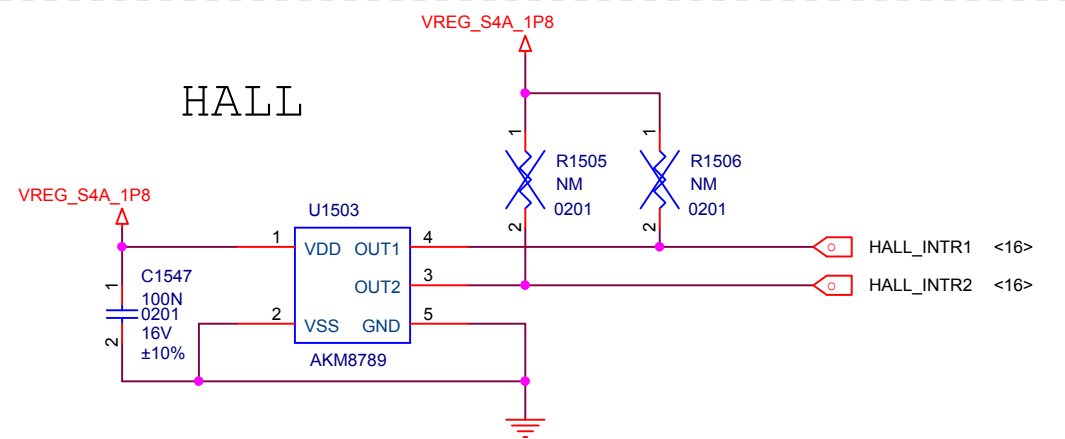 VREG_S4A_1P8
HALL
1
1
R1505
NM
0201
R1506
NM
0201
2
2
VREG_S4A_1P8
U1503
1
VDD
OUT1
4
HALL_INTR1 <16>
OUT2
3
HALL_INTR2 <16>
2
VSS
GND
5
AKM8789
1
C1547
100N
0201
16V
±10%
2